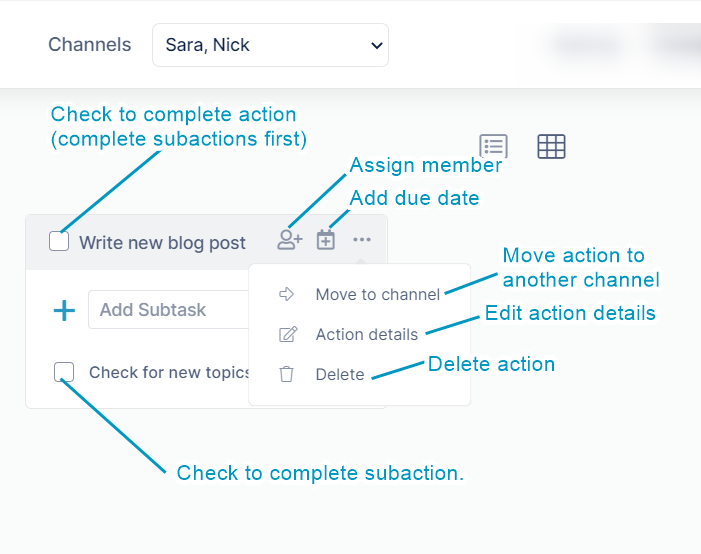 Channels
Sara, Nick
Check to complete action
(complete subactions first)
Assign member
Add due date
Write new blog post
Move action to
another channel
Move to channel
Add Subtask
Edit action details
Action details
Delete action
Check for new topics
Delete
Check to complete subaction.